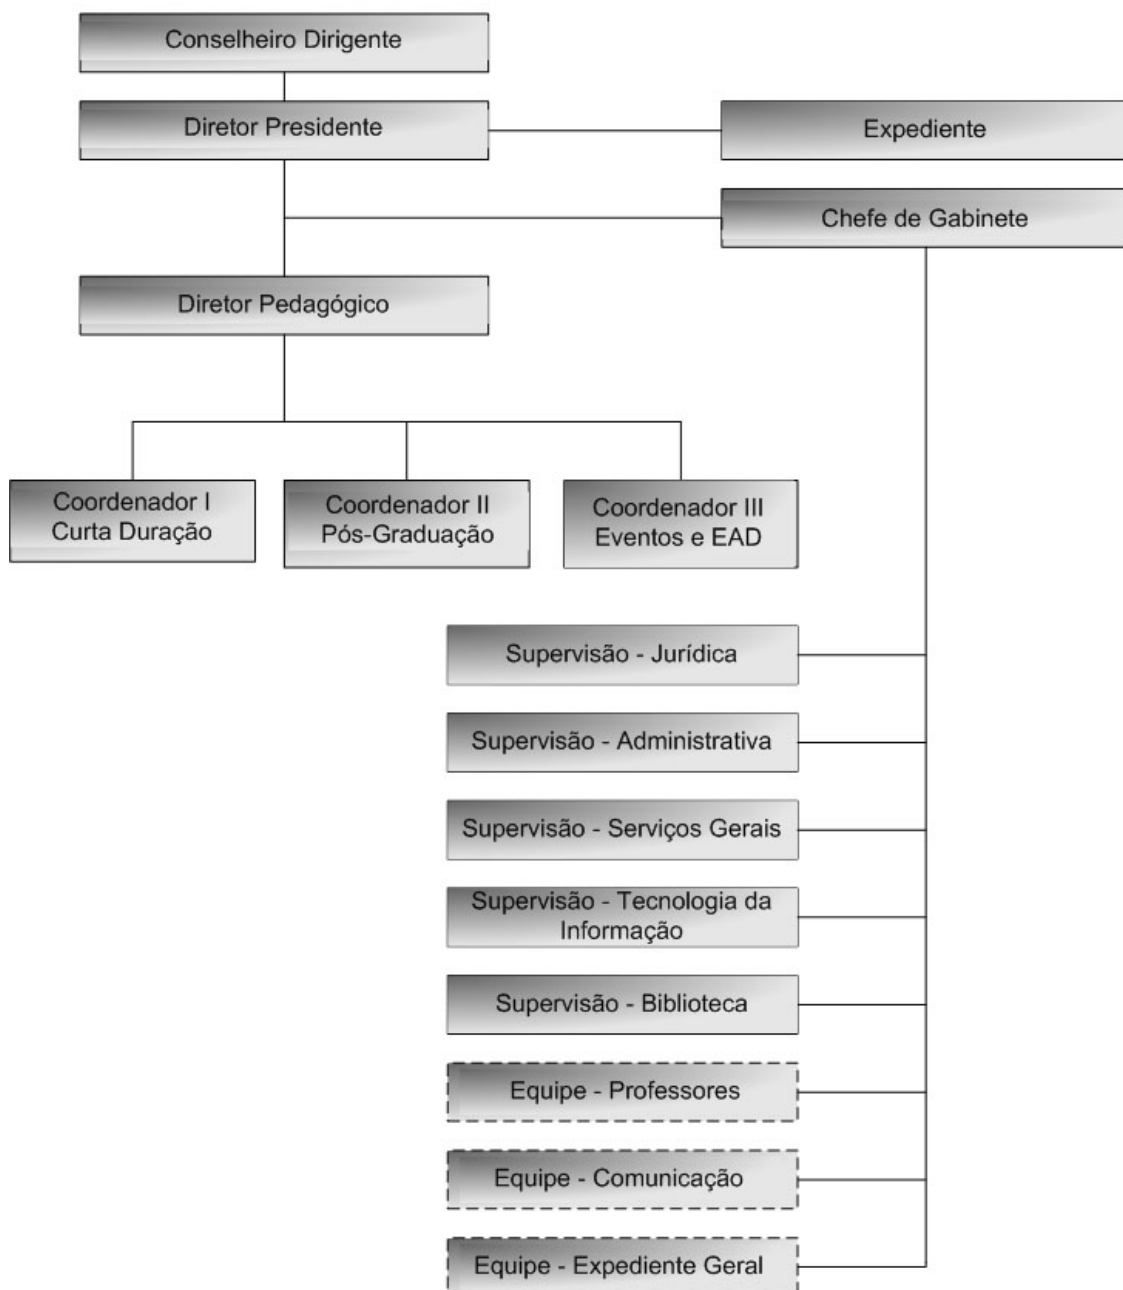 Conselheiro Dirigente
Diretor Presidente
Expediente
Chefe de Gabinete
Diretor Pedagógico
Coordenador I
Curta Duração
Coordenador II
Pós-Graduação
Coordenador III
Eventos e EAD
Supervisão - Jurídica
Supervisão - Administrativa
Supervisão - Serviços Gerais
Supervisão - Tecnologia da
Informação
Supervisão - Biblioteca
Equipe - Professores
Equipe - Comunicação
Equipe - Expediente Geral